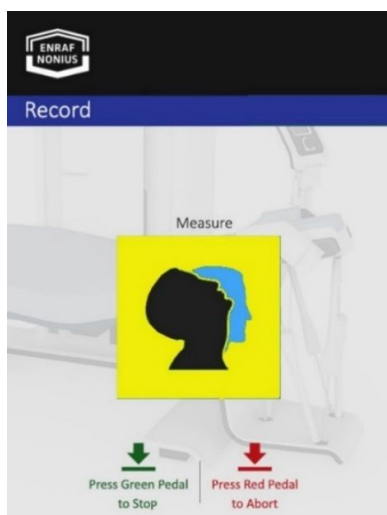 ENRAF
NONIUS
Record
Measure
Press Green Pedal
to Stop
Press Red Pedal
to Abort